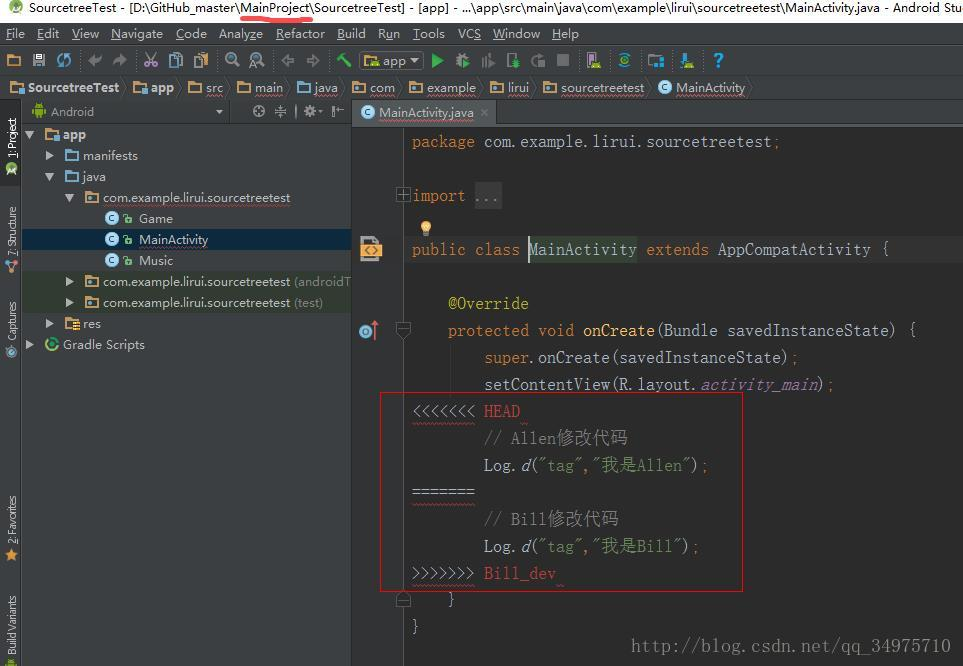 SourcetreeTest - [D:\GitHub_master\MainProject\SourcetreeTest] - [app] - ...\app\src\main\java\com\example\lirui\sourcetreetest\MainActivity.java - Android Stu
File Edit View Navigate Code Analyze Refactor Build Run Tools VCS Window Help
app
SourcetreeTest app src main java com example lirui sourcetreetest MainActivity
1: Project
7: Structure
Captures
2: Favorites
Build Variants
Android
app
manifests
java
com.example.lirui.sourcetreetest
Game
MainActivity
Music
com.example.lirui.sourcetreetest (androidT
com.example.lirui.sourcetreetest (test)
res
Gradle Scripts
MainActivity.java
package com.example.lirui.sourcetreetest;
import ...
public class MainActivity extends AppCompatActivity {
@Override
protected void onCreate(Bundle savedInstanceState) {
super.onCreate(savedInstanceState);
setContentView(R.layout.activity_main);
<<<<<<< HEAD
// Allen修改代码
Log.d("tag","我是Allen");
=======
// Bill修改代码
Log.d("tag","我是Bill");
>>>>>>> Bill_dev
}
}
http://blog.csdn.net/qq_34975710